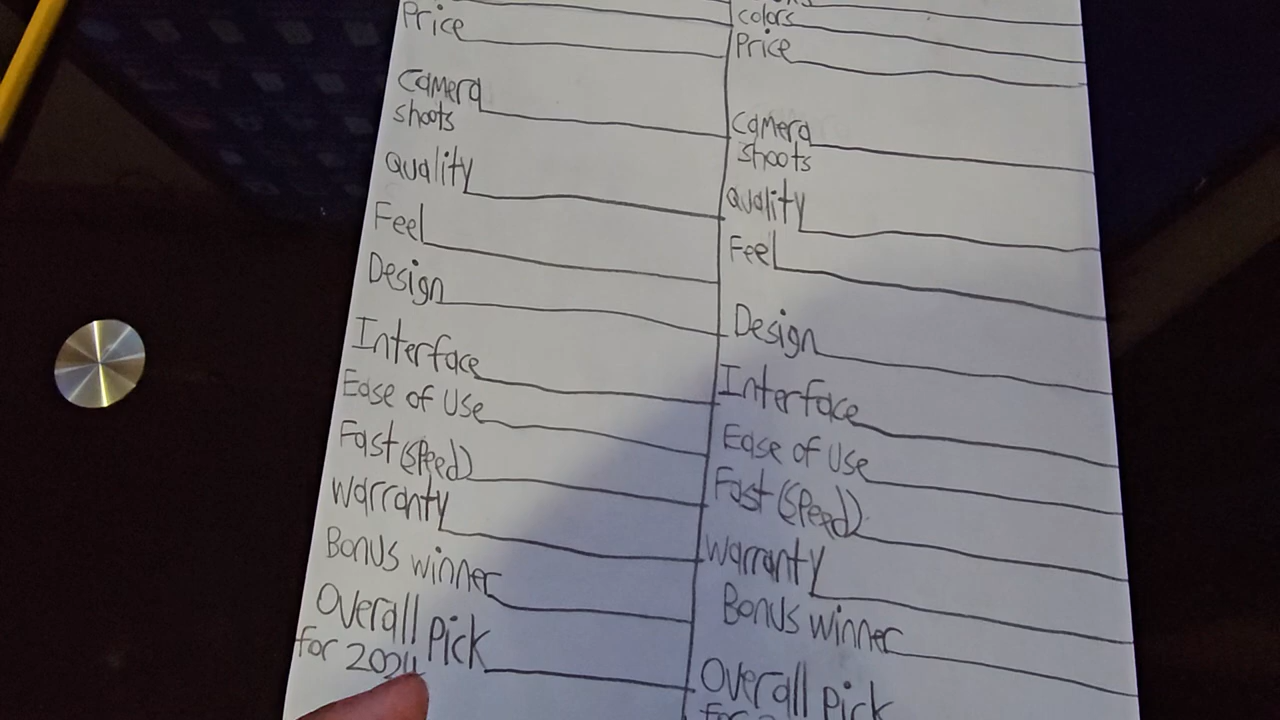 Price
Camera
shoots
Quality
Feel
Design
Interface
Ease of Use
Fast (Speed)
Warranty
Bonus winner
Overall Pick
for 2024
colors
Price
Camera
shoots
Quality
Feel
Design
Interface
Ease of Use
Fast (Speed)
Warranty
Bonus winner
Overall pick
for